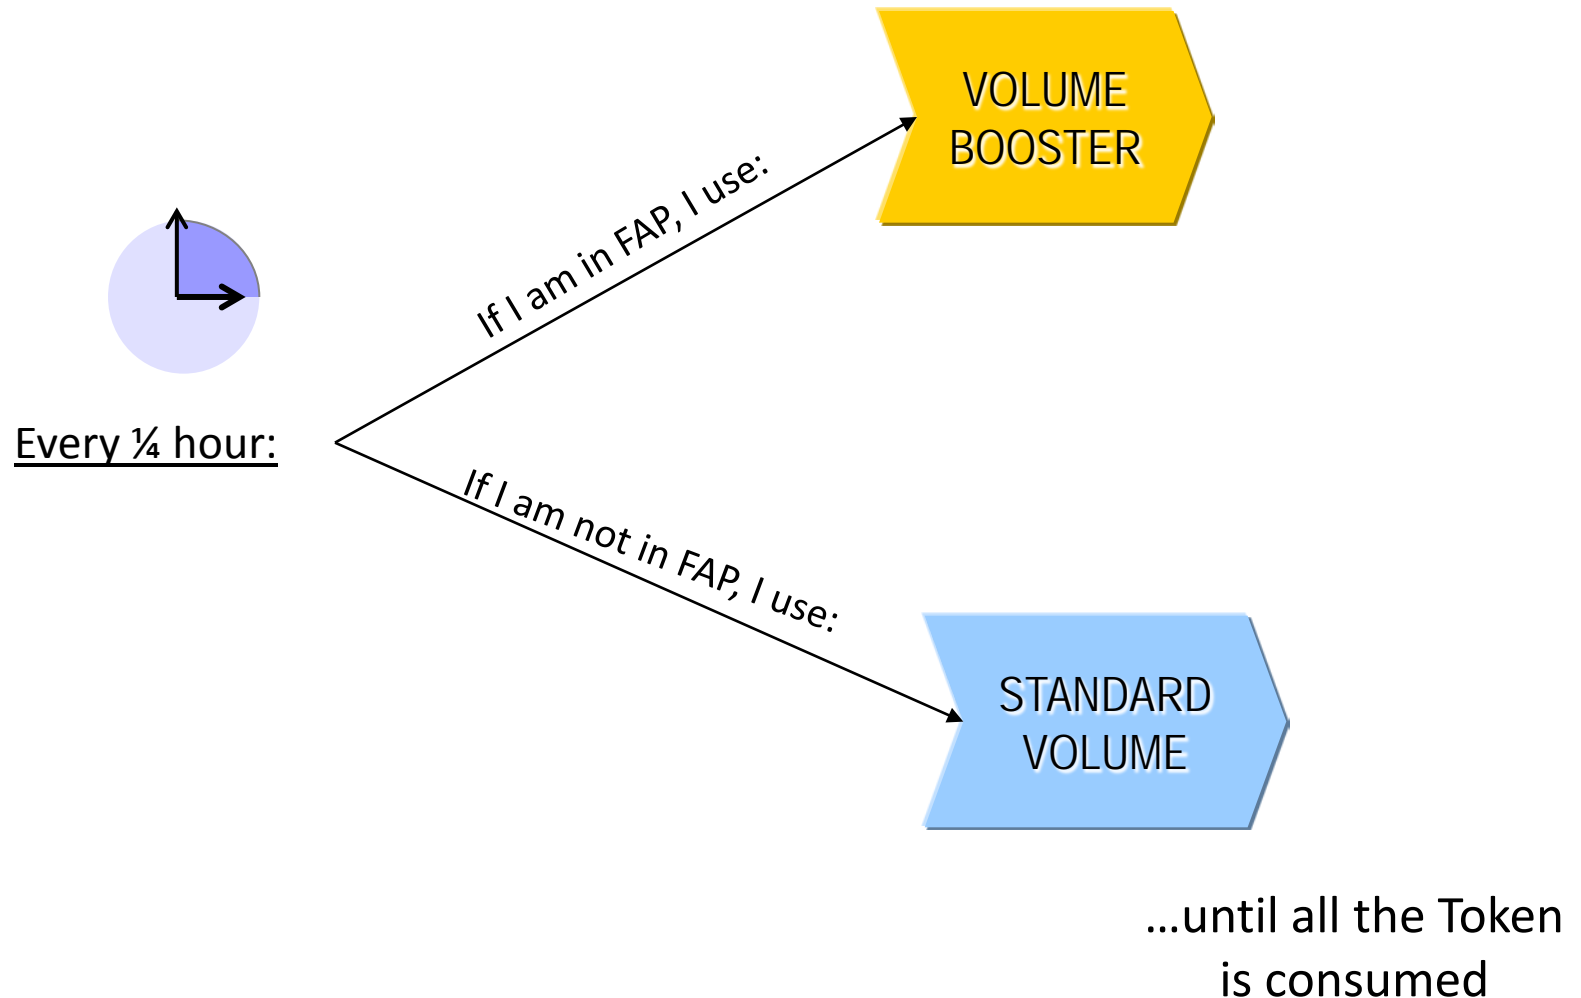 VOLUME
BOOSTER
If I am in FAP, I use:
Every ¼ hour:
If I am not in FAP, I use:
STANDARD
VOLUME
...until all the Token
is consumed